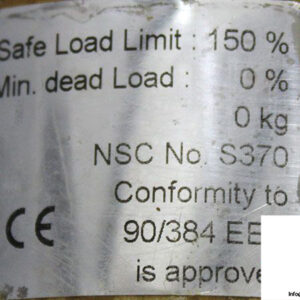 Safe Load Limit : 150 %
Min. dead Load : 0 %
0 kg
NSC No. S370
Conformity to
CE 90/384
is